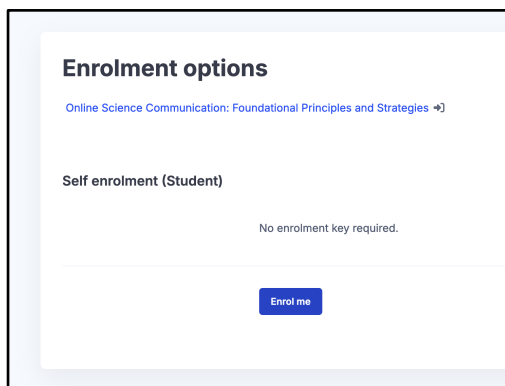 Enrolment options
Online Science Communication: Foundational Principles and Strategies
Self enrolment (Student)
No enrolment key required.
Enrol me